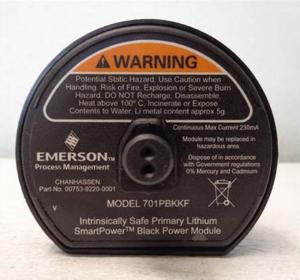 WARNING
Potential Static Hazard. Use Caution when
Handling. Risk of Fire, Explosion or Severe Burn
Hazard. DO NOT Recharge, Disassemble,
Heat above 100° C, Incinerate or Expose
Contents to Water. Li metal content approx 5g
Continuous Max Current 230mA
EMERSON™
Process Management
CHANHASSEN
Part No. 00753-9220-0001
Module may be replaced in
hazardous area.
Dispose of in accordance
with Government regulations
0% Mercury and Cadmium
V
MODEL 701PBKKF
Intrinsically Safe Primary Lithium
SmartPower™ Black Power Module